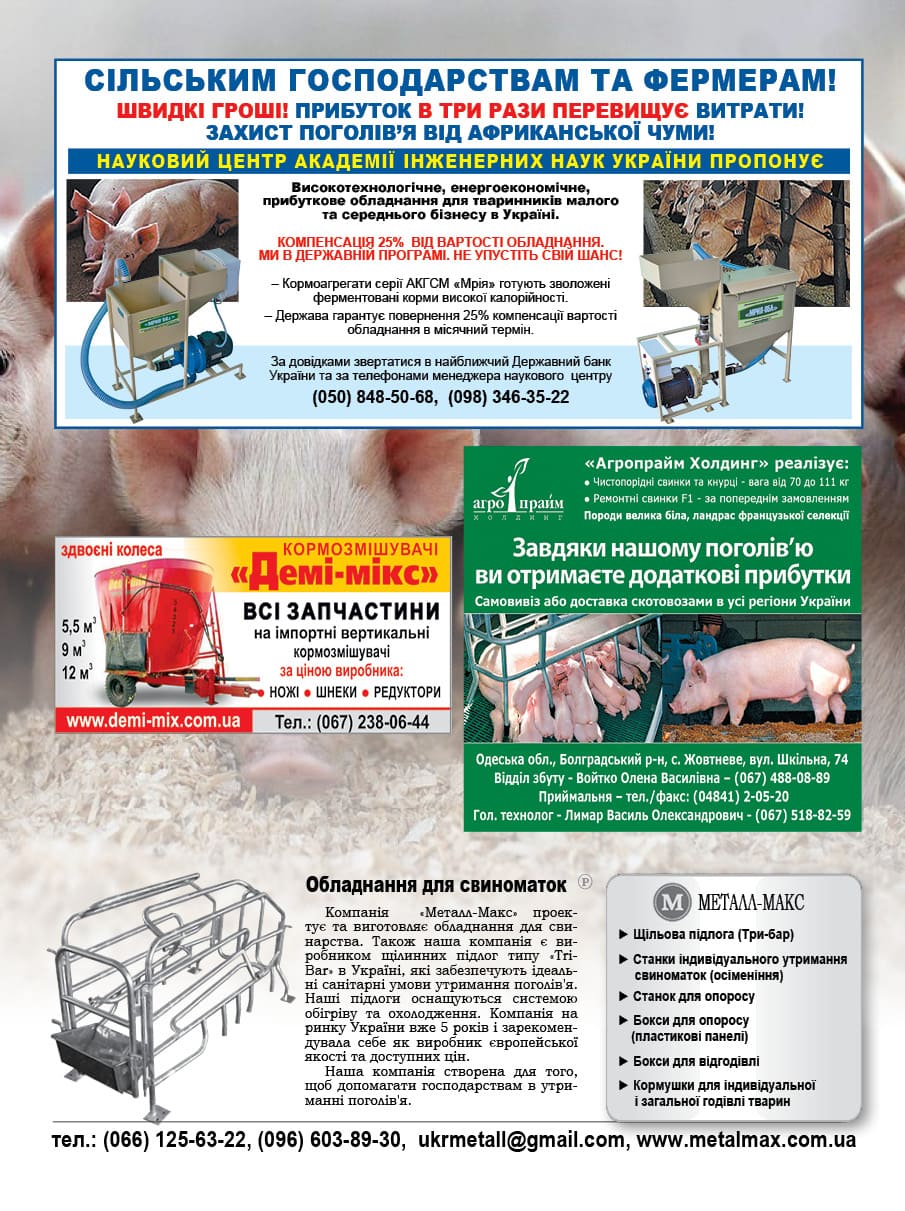 СІЛЬСЬКИМ ГОСПОДАРСТВАМ ТА ФЕРМЕРАМ!
ШВИДКІ ГРОШІ! ПРИБУТОК В ТРИ РАЗИ ПЕРЕВИЩУЄ ВИТРАТИ!
ЗАХИСТ ПОГОЛІВ’Я ВІД АФРИКАНСЬКОЇ ЧУМИ!
НАУКОВИЙ ЦЕНТР АКАДЕМІЇ ІНЖЕНЕРНИХ НАУК УКРАЇНИ ПРОПОНУЄ
Високотехнологічне, енергоекономічне,
прибуткове обладнання для тваринників малого
та середнього бізнесу в Україні.
КОМПЕНСАЦІЯ 25% ВІД ВАРТОСТІ ОБЛАДНАННЯ.
МИ В ДЕРЖАВНІЙ ПРОГРАМІ. НЕ УПУСТІТЬ СВІЙ ШАНС!
– Кормоагрегати серії АКГСМ «Мрія» готують зволожені
ферментовані корми високої калорійності.
– Держава гарантує повернення 25% компенсації вартості
обладнання в місячний термін.
За довідками звертатися в найближчий Державний банк
України та за телефонами менеджера наукового центру
(050) 848-50-68, (098) 346-35-22
агро прайм
ХОЛДИНГ
«Агропрайм Холдинг» реалізує:
• Чистопорідні свинки та кнурці - вага від 70 до 111 кг
• Ремонтні свинки F1 - за попереднім замовленням
Породи велика біла, ландрас французької селекції
Завдяки нашому поголів’ю
ви отримаєте додаткові прибутки
Самовивіз або доставка скотовозами в усі регіони України
Одеська обл., Болградський р-н, с. Жовтневе, вул. Шкільна, 74
Відділ збуту - Войтко Олена Василівна – (067) 488-08-89
Приймальня – тел./факс: (04841) 2-05-20
Гол. технолог - Лимар Василь Олександрович - (067) 518-82-59
здвоєні колеса
КОРМОЗМІШУВАЧІ
«Демі-мікс»
5,5 м³
9 м³
12 м³
ВСІ ЗАПЧАСТИНИ
на імпортні вертикальні
кормозмішувачі
за ціною виробника:
• НОЖІ • ШНЕКИ • РЕДУКТОРИ
www.demi-mix.com.ua
Тел.: (067) 238-06-44
Обладнання для свиноматок Ⓟ
Компанія «Металл-Макс» проек-
тує та виготовляє обладнання для сви-
нарства. Також наша компанія є ви-
робником щілинних підлог типу «Tri-
Bar» в Україні, які забезпечують ідеаль-
ні санітарні умови утримання поголів'я.
Наші підлоги оснащуються системою
обігріву та охолодження. Компанія на
ринку України вже 5 років і зарекомен-
дувала себе як виробник європейської
якості та доступних цін.
Наша компанія створена для того,
щоб допомагати господарствам в утри-
манні поголів'я.
М МЕТАЛЛ-МАКС
▶ Щільова підлога (Три-бар)
▶ Станки індивідуального утримання
свиноматок (осіменіння)
▶ Станок для опоросу
▶ Бокси для опоросу
(пластикові панелі)
▶ Бокси для відгодівлі
▶ Кормушки для індивідуальної
і загальної годівлі тварин
тел.: (066) 125-63-22, (096) 603-89-30, ukrmetall@gmail.com, www.metalmax.com.ua